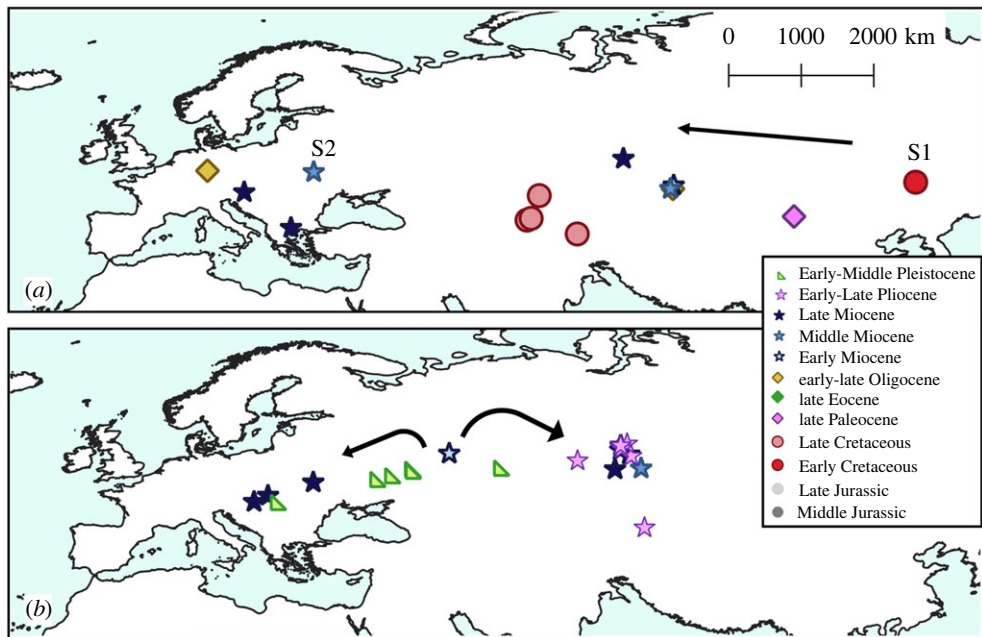 0 1000 2000 km
S2
S1
(a)
Early-Middle Pleistocene
Early-Late Pliocene
Late Miocene
Middle Miocene
Early Miocene
early-late Oligocene
late Eocene
late Paleocene
Late Cretaceous
Early Cretaceous
Late Jurassic
Middle Jurassic
(b)